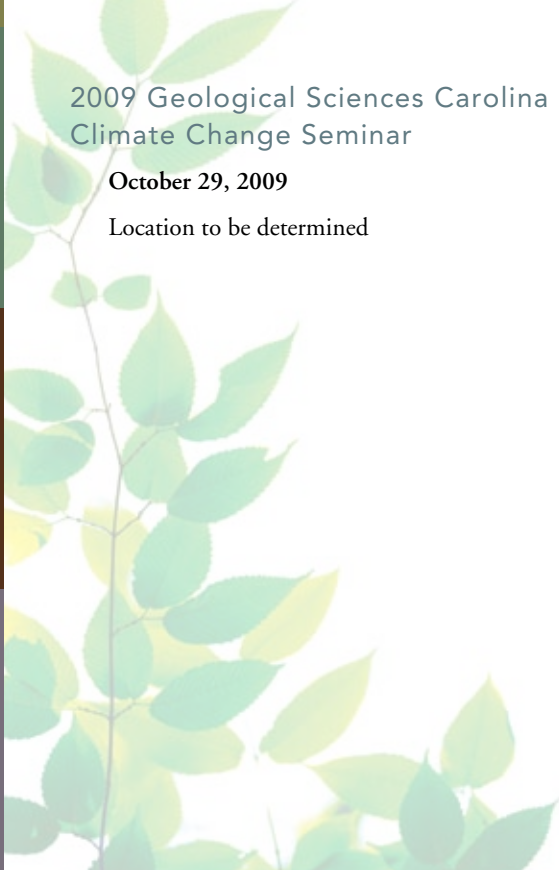 2009 Geological Sciences Carolina
Climate Change Seminar
October 29, 2009
Location to be determined